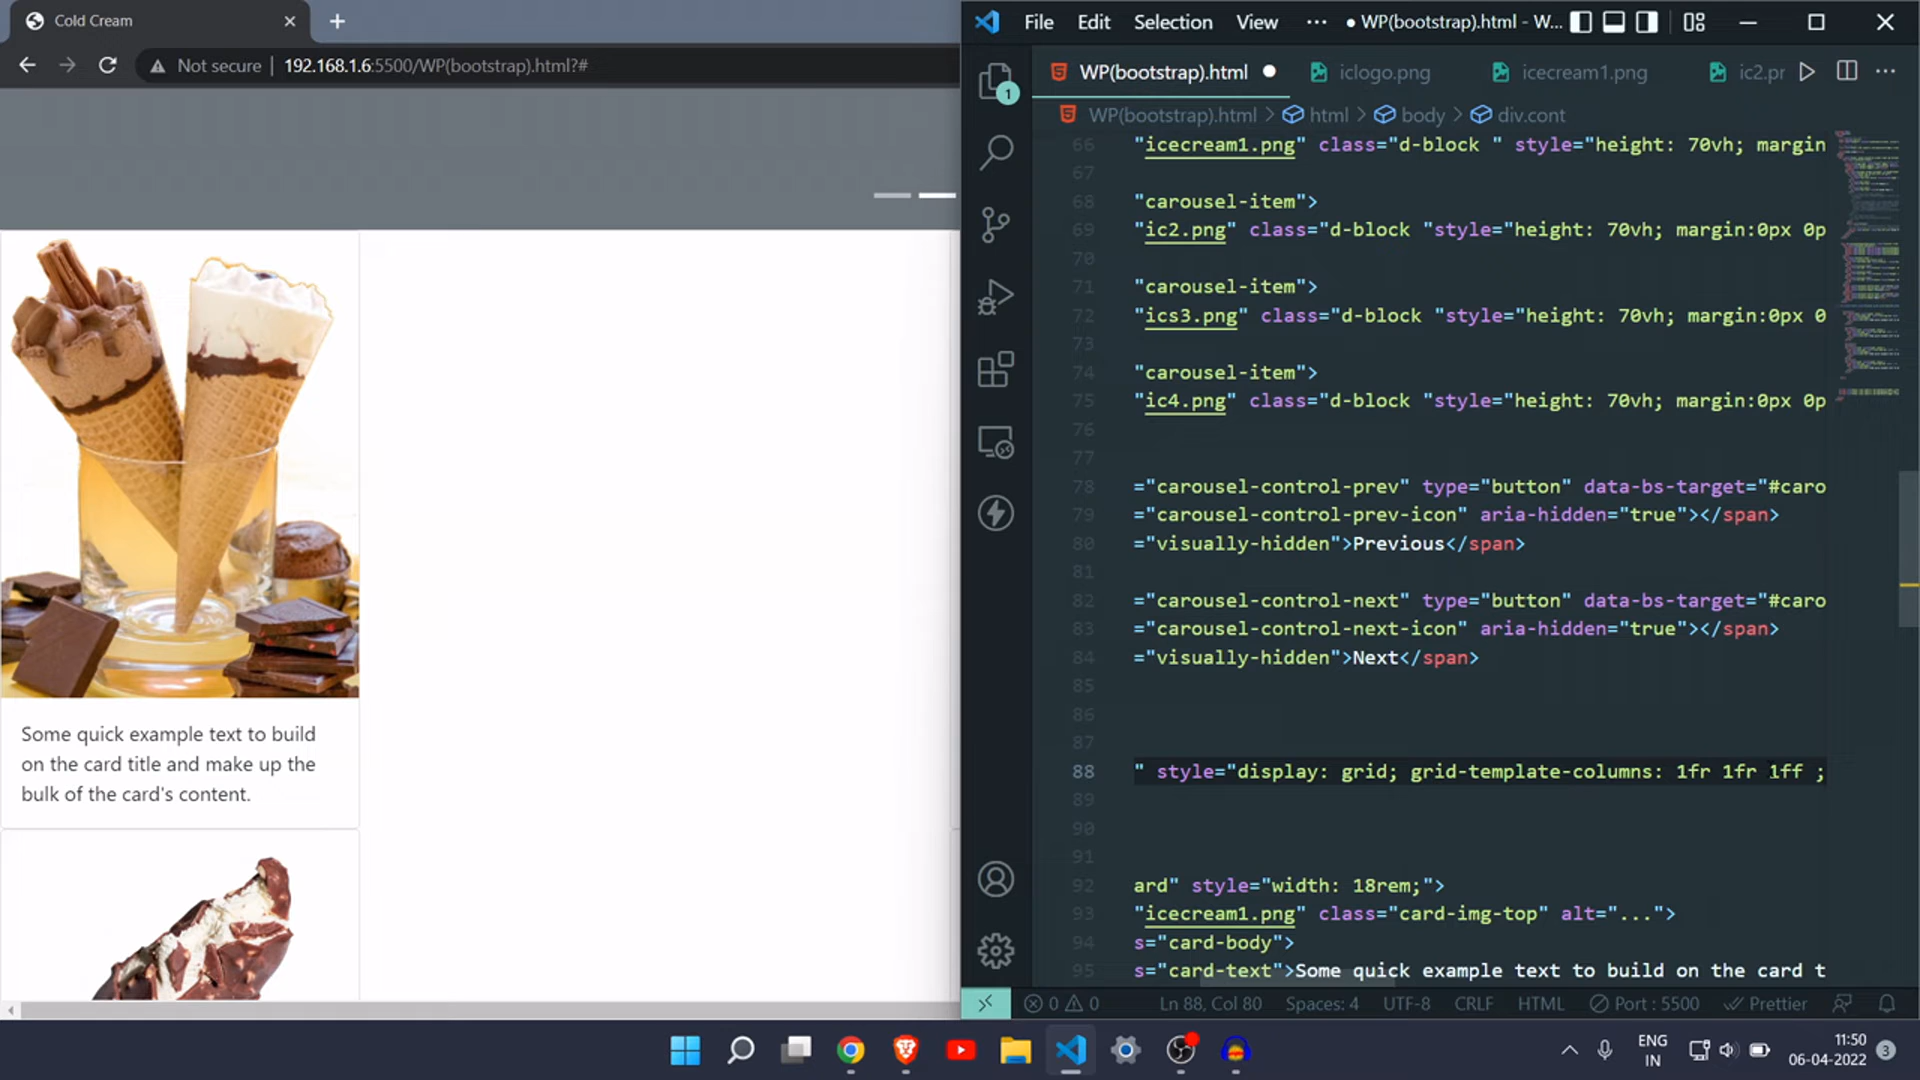 Cold Cream
Not secure | 192.168.1.6:5500/WP(bootstrap).html?#
Some quick example text to build
on the card title and make up the
bulk of the card's content.
File Edit Selection View ··· ● WP(bootstrap).html - W...
1
WP(bootstrap).html ● iclogo.png icecream1.png ic2.pr
WP(bootstrap).html > html > body > div.cont
66 "icecream1.png" class="d-block " style="height: 70vh; margin
67
68 "carousel-item">
69 "ic2.png" class="d-block "style="height: 70vh; margin:0px 0p
70
71 "carousel-item">
72 "ics3.png" class="d-block "style="height: 70vh; margin:0px 0
73
74 "carousel-item">
75 "ic4.png" class="d-block "style="height: 70vh; margin:0px 0p
76
77
78 ="carousel-control-prev" type="button" data-bs-target="#caro
79 ="carousel-control-prev-icon" aria-hidden="true"></span>
80 ="visually-hidden">Previous</span>
81
82 ="carousel-control-next" type="button" data-bs-target="#caro
83 ="carousel-control-next-icon" aria-hidden="true"></span>
84 ="visually-hidden">Next</span>
85
86
87
88 " style="display: grid; grid-template-columns: 1fr 1fr 1ff ;
89
90
91
92 ard" style="width: 18rem;">
93 "icecream1.png" class="card-img-top" alt="...">
94 s="card-body">
95 s="card-text">Some quick example text to build on the card t
0 0 Ln 88, Col 80 Spaces: 4 UTF-8 CRLF HTML Port : 5500 Prettier
ENG
IN
11:50
06-04-2022
3